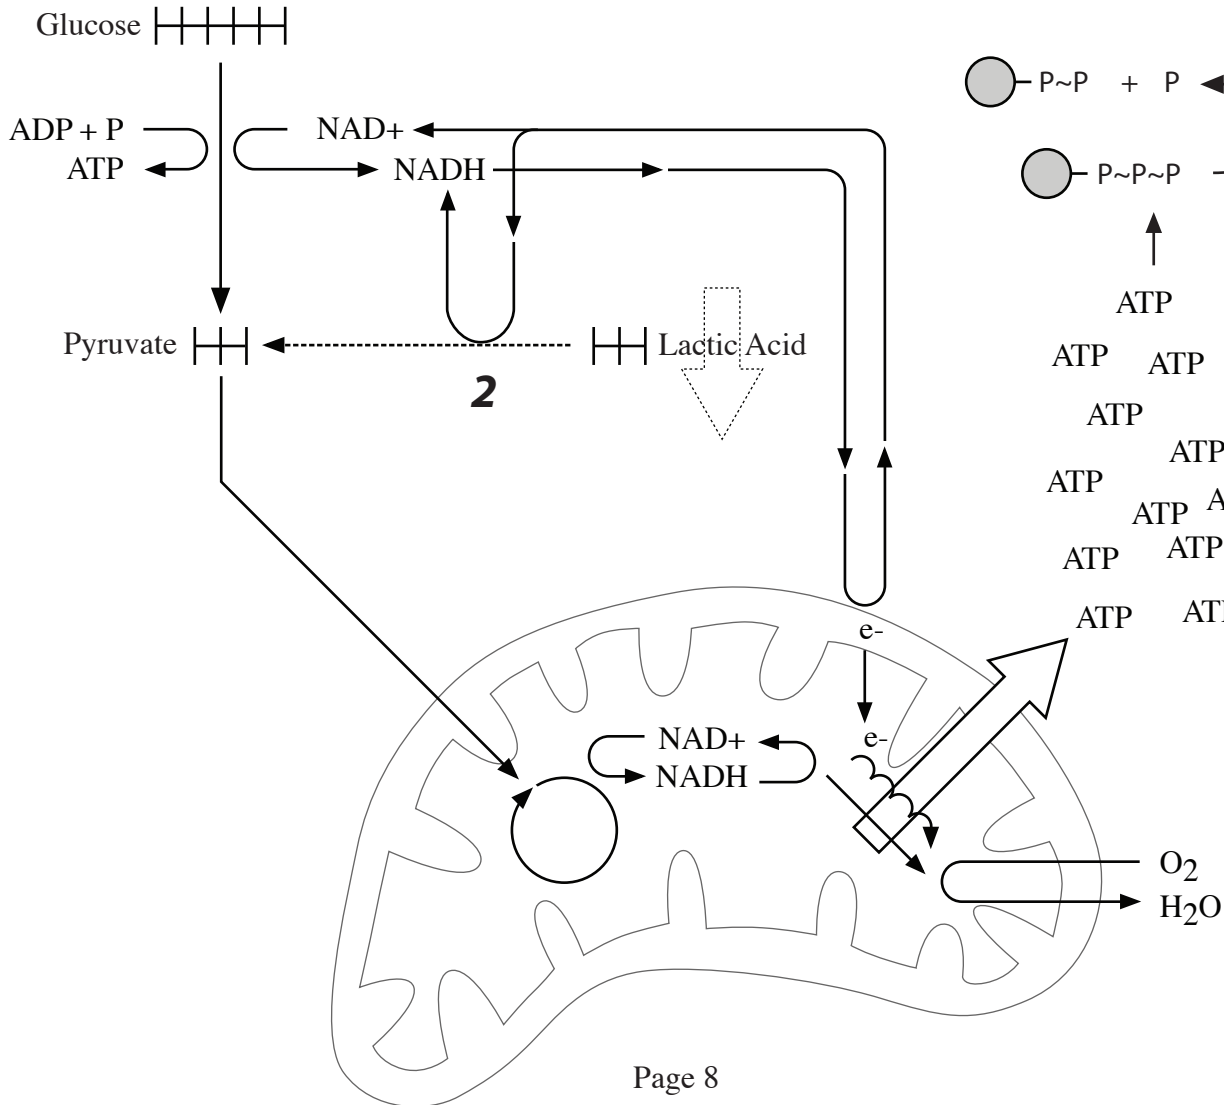 Glucose
P~P + P
ADP + P
NAD+
ATP
NADH
P~P~P
ATP
Pyruvate
Lactic Acid
ATP
ATP
2
ATP
ATP
ATP
ATP
A
ATP
ATP
ATP
ATP
e-
NAD+
e-
NADH
O2
H2O
Page 8